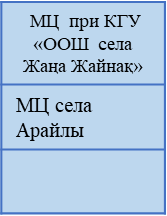 МЦ при КГУ
«ООШ села
Жаңа Жайнақ»
МЦ села
Арайлы